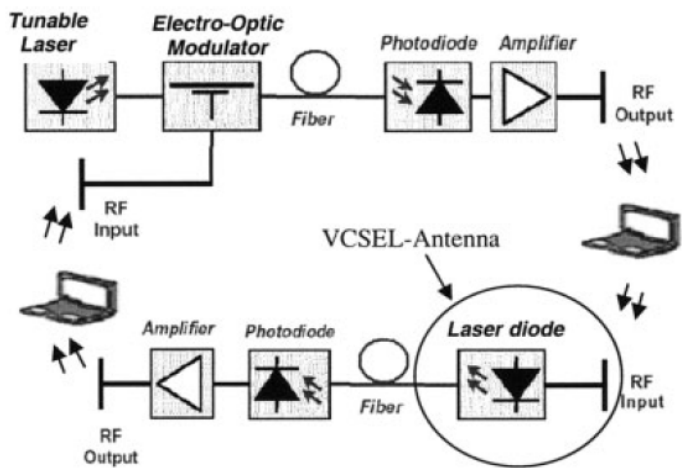 Tunable
Laser
Electro-Optic
Modulator
Fiber
Photodiode
Amplifier
RF
Output
RF
Input
VCSEL-Antenna
Amplifier
Photodiode
Fiber
Laser diode
RF
Input
RF
Output